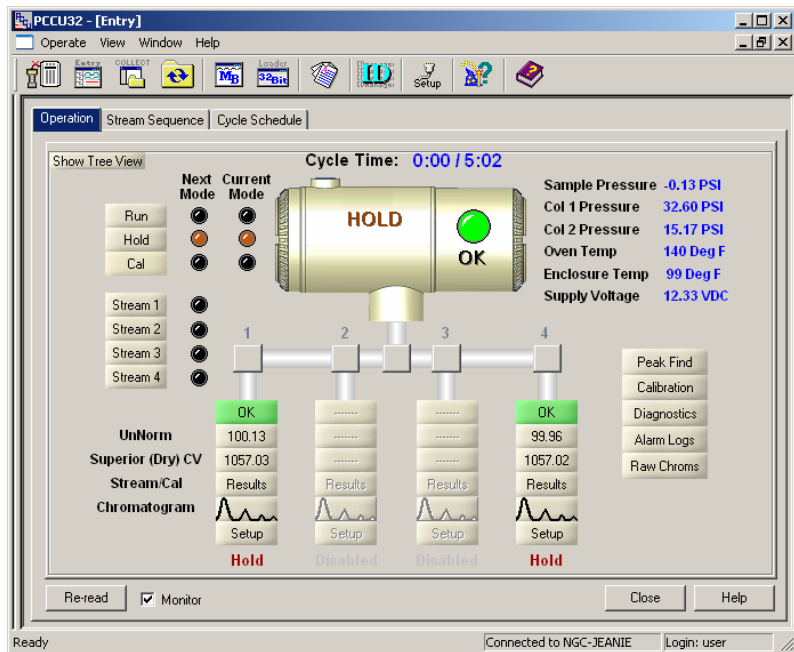 PCCU32 - [Entry]
Operate View Window Help
Entry COLLECT MB Loader 32Bit ID Setup
Operation Stream Sequence Cycle Schedule
Show Tree View
Cycle Time: 0:00 / 5:02
Next Mode
Current Mode
Run
Hold
Cal
HOLD
OK
Sample Pressure -0.13 PSI
Col 1 Pressure 32.60 PSI
Col 2 Pressure 15.17 PSI
Oven Temp 140 Deg F
Enclosure Temp 99 Deg F
Supply Voltage 12.33 VDC
Stream 1
Stream 2
Stream 3
Stream 4
1 2 3 4
Peak Find
Calibration
Diagnostics
Alarm Logs
Raw Chroms
OK ------- ------- OK
UnNorm 100.13 ------- ------- 99.96
Superior (Dry) CV 1057.03 ------- ------- 1057.02
Stream/Cal Results Results Results Results
Chromatogram
Setup Setup Setup Setup
Hold Disabled Disabled Hold
Re-read Monitor Close Help
Ready Connected to NGC-JEANIE Login: user